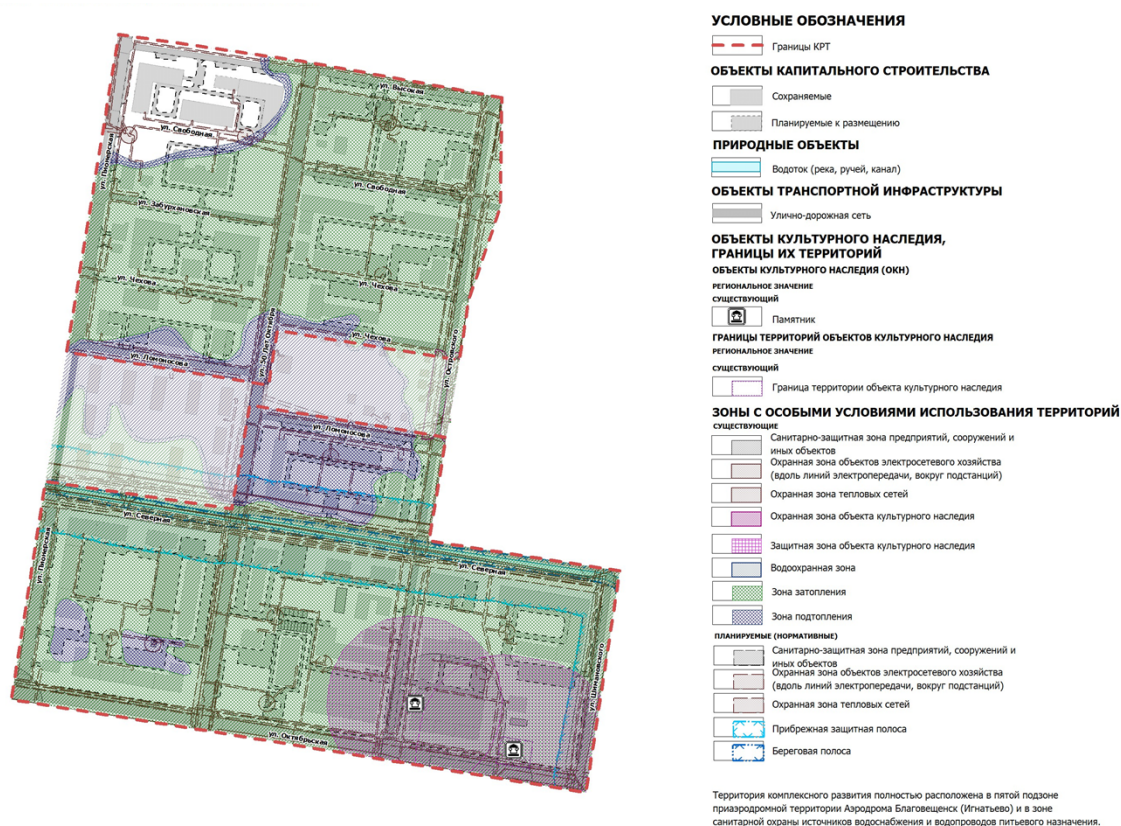 ул. Высокая
ул. Свободная
ул. Пионерская
ул. Свободная
ул. Забурхановская
ул. Чехова
ул. Чехова
ул. 50 Лет Октября
ул. Чехова
ул. Ломоносова
ул. Островского
ул. Ломоносова
ул. Северная
ул. Пионерская
ул. Северная
ул. Шимановского
ул. Октябрьская
УСЛОВНЫЕ ОБОЗНАЧЕНИЯ
Границы КРТ
ОБЪЕКТЫ КАПИТАЛЬНОГО СТРОИТЕЛЬСТВА
Сохраняемые
Планируемые к размещению
ПРИРОДНЫЕ ОБЪЕКТЫ
Водоток (река, ручей, канал)
ОБЪЕКТЫ ТРАНСПОРТНОЙ ИНФРАСТРУКТУРЫ
Улично-дорожная сеть
ОБЪЕКТЫ КУЛЬТУРНОГО НАСЛЕДИЯ,
ГРАНИЦЫ ИХ ТЕРРИТОРИЙ
ОБЪЕКТЫ КУЛЬТУРНОГО НАСЛЕДИЯ (ОКН)
РЕГИОНАЛЬНОЕ ЗНАЧЕНИЕ
СУЩЕСТВУЮЩИЙ
Памятник
ГРАНИЦЫ ТЕРРИТОРИЙ ОБЪЕКТОВ КУЛЬТУРНОГО НАСЛЕДИЯ
РЕГИОНАЛЬНОЕ ЗНАЧЕНИЕ
СУЩЕСТВУЮЩИЙ
Граница территории объекта культурного наследия
ЗОНЫ С ОСОБЫМИ УСЛОВИЯМИ ИСПОЛЬЗОВАНИЯ ТЕРРИТОРИЙ
СУЩЕСТВУЮЩИЕ
Санитарно-защитная зона предприятий, сооружений и
иных объектов
Охранная зона объектов электросетевого хозяйства
(вдоль линий электропередачи, вокруг подстанций)
Охранная зона тепловых сетей
Охранная зона объекта культурного наследия
Защитная зона объекта культурного наследия
Водоохранная зона
Зона затопления
Зона подтопления
ПЛАНИРУЕМЫЕ (НОРМАТИВНЫЕ)
Санитарно-защитная зона предприятий, сооружений и
иных объектов
Охранная зона объектов электросетевого хозяйства
(вдоль линий электропередачи, вокруг подстанций)
Охранная зона тепловых сетей
Прибрежная защитная полоса
Береговая полоса
Территория комплексного развития полностью расположена в пятой подзоне
приаэродромной территории Аэродрома Благовещенск (Игнатьево) и в зоне
санитарной охраны источников водоснабжения и водопроводов питьевого назначения.